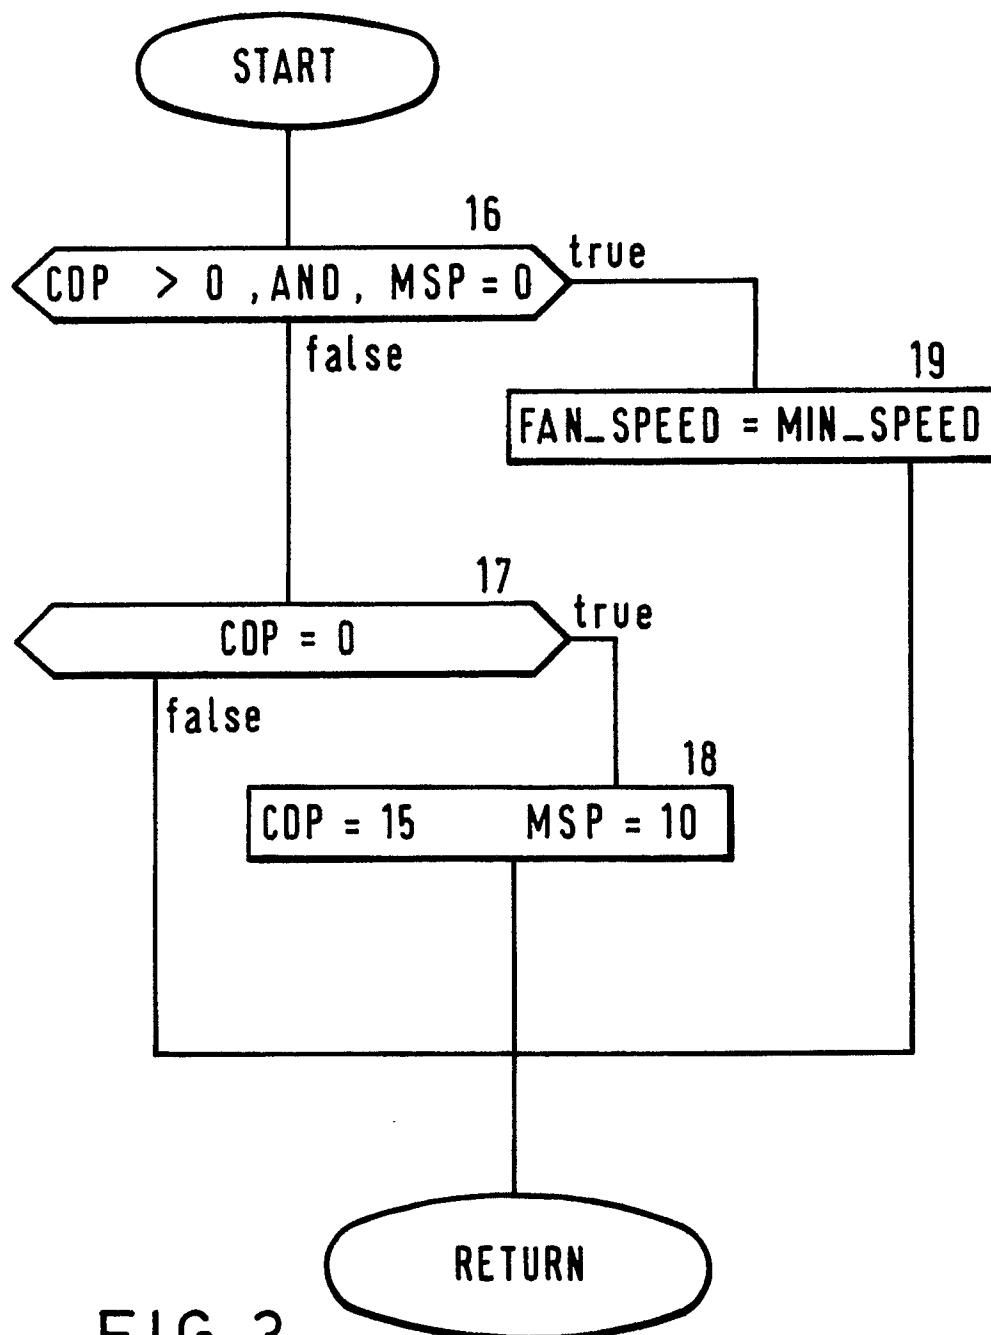 START
16
CDP > 0 , AND, MSP = 0
true
false
19
FAN_SPEED = MIN_SPEED
17
CDP = 0
true
false
18
CDP = 15 MSP = 10
RETURN
FIG.